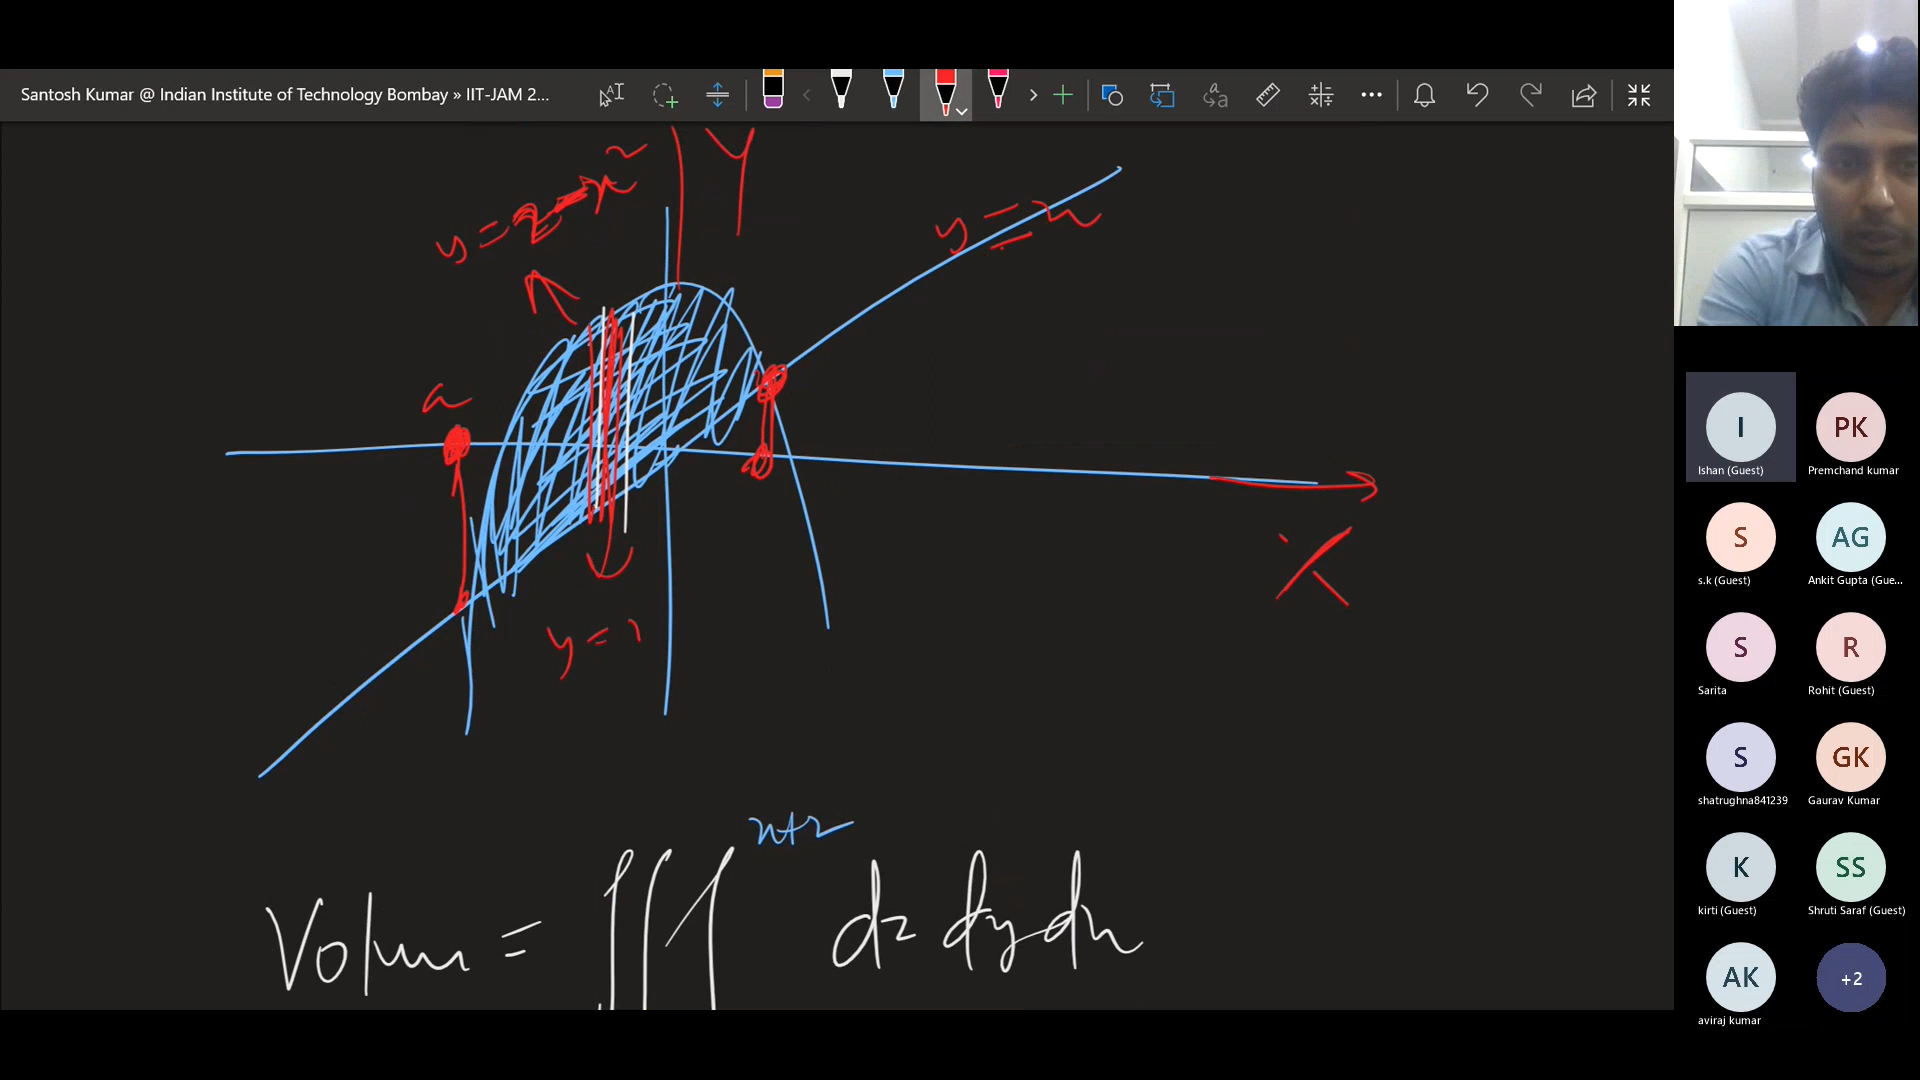 Santosh Kumar @ Indian Institute of Technology Bombay » IIT-JAM 2...
Y
y = 2 - x²
y = x
a
X
y =
x+2
Volum = ∫∫∫ dz dy dx
I
Ishan (Guest)
PK
Premchand kumar
S
s.k (Guest)
AG
Ankit Gupta (Gue...
S
Sarita
R
Rohit (Guest)
S
shatrughna841239
GK
Gaurav Kumar
K
kirti (Guest)
SS
Shruti Saraf (Guest)
AK
aviraj kumar
+2